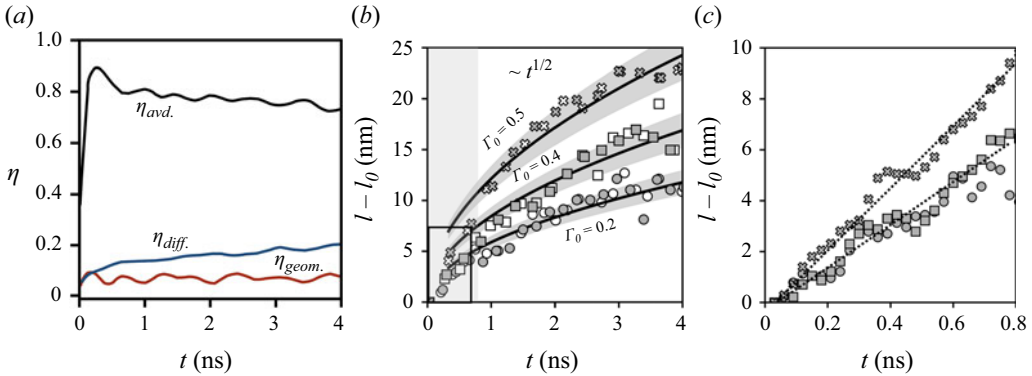 (a)
1.0
0.8
0.6
0.4
0.2
0
η
η_avd.
η_diff.
η_geom.
0 1 2 3 4
t (ns)
(b)
25
20
15
10
5
0
l – l_0 (nm)
~ t^{1/2}
Γ_0 = 0.5
Γ_0 = 0.4
Γ_0 = 0.2
0 1 2 3 4
t (ns)
(c)
10
8
6
4
2
0
l – l_0 (nm)
0 0.2 0.4 0.6 0.8
t (ns)